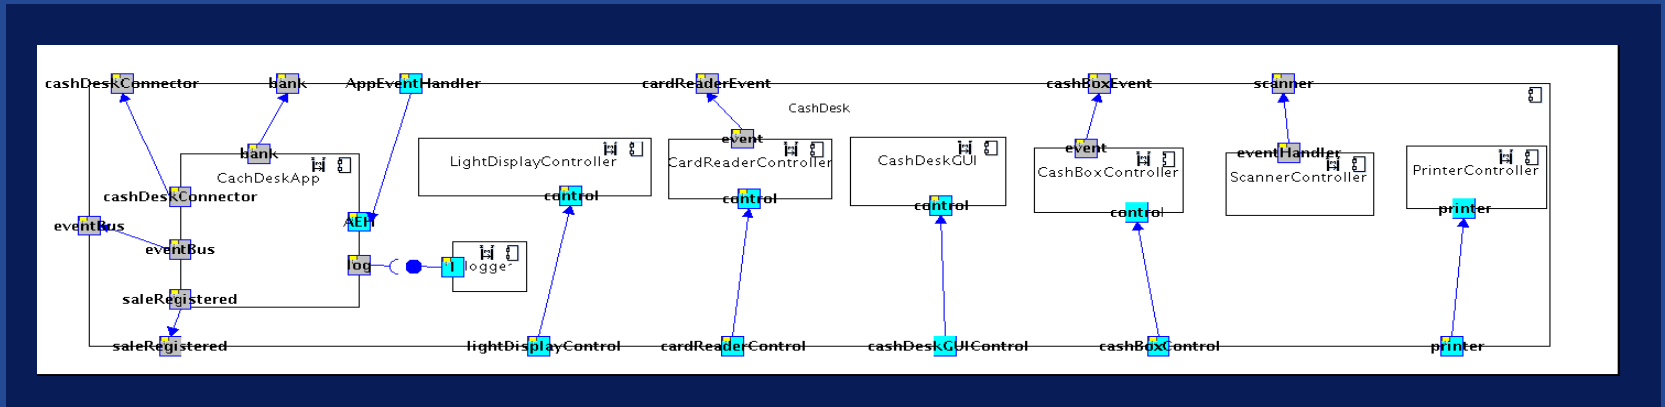 cashDeskConnector
bank
AppEventHandler
cardReaderEvent
cashBoxEvent
scanner
CashDesk
event
event
eventHandler
bank
CachDeskApp
LightDisplayController
CardReaderController
CashDeskGUI
CashBoxController
ScannerController
PrinterController
cashDeskConnector
control
control
control
control
printer
eventBus
AEH
eventBus
log
l
logger
saleRegistered
saleRegistered
lightDisplayControl
cardReaderControl
cashDeskGUIControl
cashBoxControl
printer